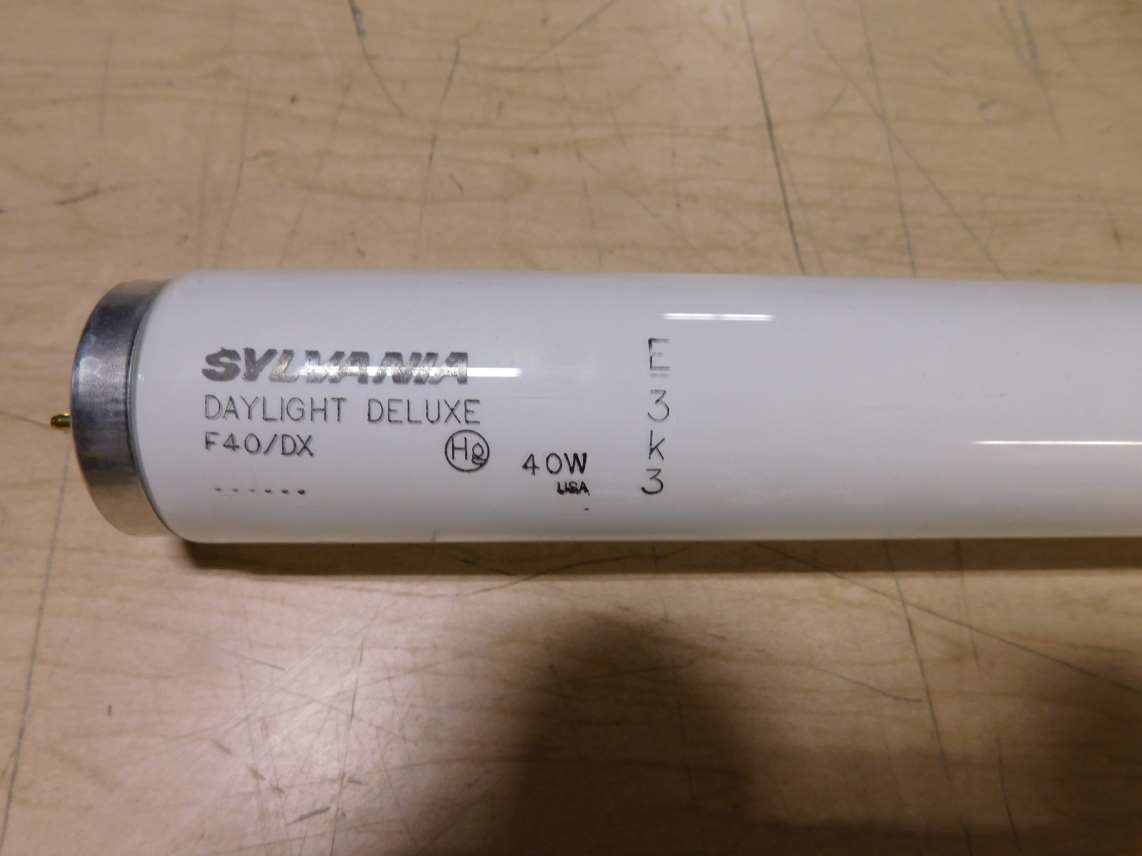 SYLVANIA
DAYLIGHT DELUXE
F40/DX
Hg
40W
USA
E
3
K
3